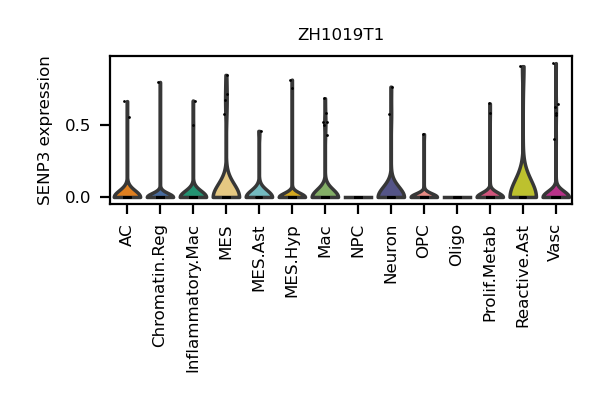 ZH1019T1
SENP3 expression
0.5
0.0
AC
Chromatin.Reg
Inflammatory.Mac
MES
MES.Ast
MES.Hyp
Mac
NPC
Neuron
OPC
Oligo
Prolif.Metab
Reactive.Ast
Vasc